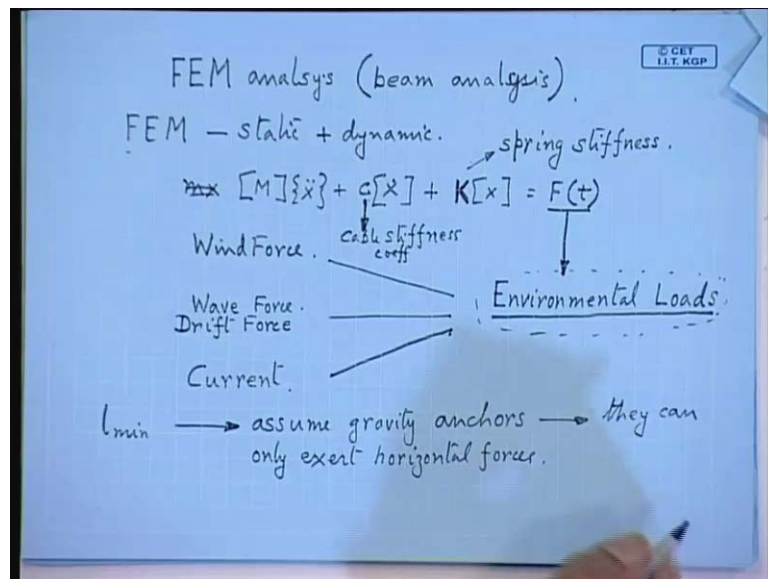 © CET
I.I.T. KGP
FEM analsys (beam analysis).
FEM – static + dynamic.
spring stiffness.
[M]{ẍ} + c[ẋ] + K[x] = F(t)
cable stiffness
coeff
Wind Force.
Environmental Loads.
Wave Force.
Drift Force
Current.
lmin → assume gravity anchors → they can
only exert horizontal forces.